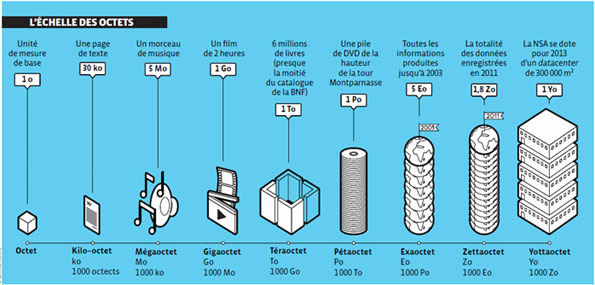 L'ÉCHELLE DES OCTETS
Unité
de mesure
de base
1 o
Octet
Une page
de texte
30 ko
Kilo-octet
ko
1000 octects
Un morceau
de musique
5 Mo
Mégaoctet
Mo
1000 ko
Un film
de 2 heures
1 Go
Gigaoctet
Go
1000 Mo
6 millions
de livres
(presque
la moitié
du catalogue
de la BNF)
1 To
Téraoctet
To
1000 Go
Une pile
de DVD de la
hauteur
de la tour
Montparnasse
1 Po
Pétaoctet
Po
1000 To
Toutes les
informations
produites
jusqu'à 2003
5 Eo
2003
Exaoctet
Eo
1000 Po
La totalité
des données
enregistrées
en 2011
1,8 Zo
2011
Zettaoctet
Zo
1000 Eo
La NSA se dote
pour 2013
d'un datacenter
de 300 000 m²
1 Yo
Yottaoctet
Yo
1000 Zo
W